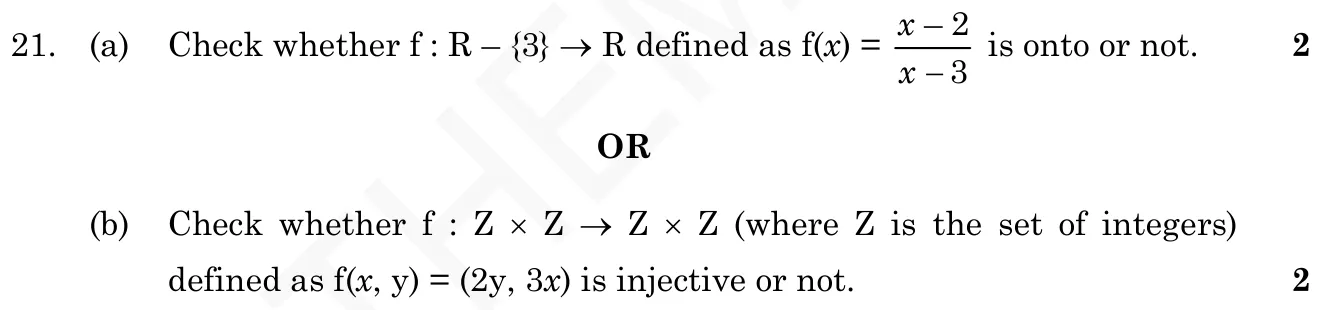 21. (a) Check whether f : R – {3} → R defined as f(x) = \frac{x – 2}{x – 3} is onto or not. 2
OR
(b) Check whether f : Z × Z → Z × Z (where Z is the set of integers)
defined as f(x, y) = (2y, 3x) is injective or not. 2